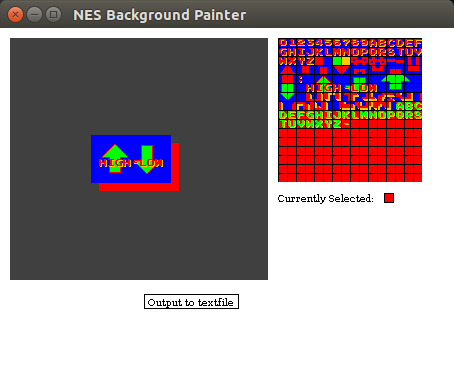 NES Background Painter
0123456789ABCDEF
GHIJKLMNOPQRSTUV
WXYZ
:
HIGH-LOW
ABC
DEFGHIJKLMNOPQRS
TUVWXYZ-
HIGH-LOW
Currently Selected:
Output to textfile